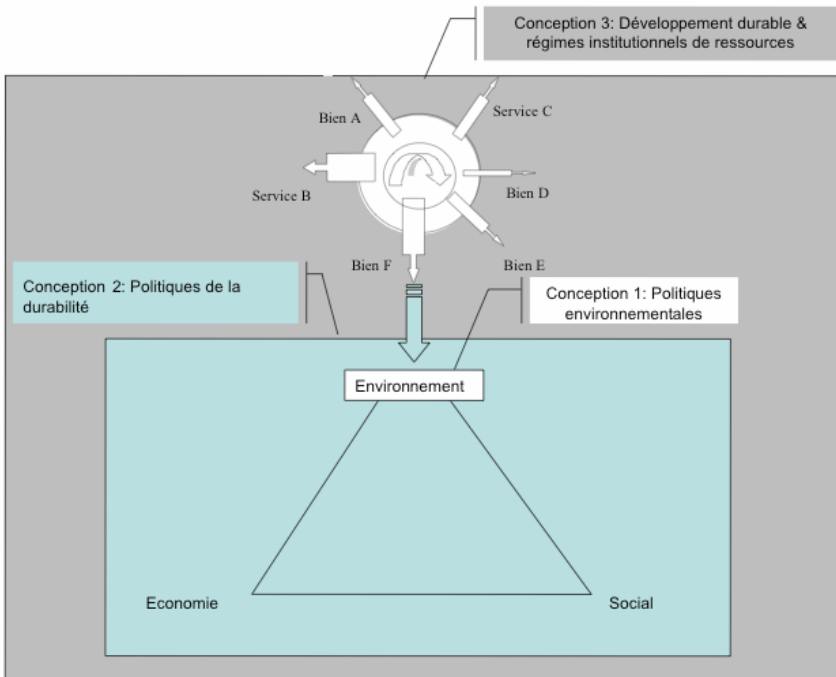 Conception 3: Développement durable &
régimes institutionnels de ressources
Bien A
Service C
Service B
Bien D
Bien F
Bien E
Conception 2: Politiques de la
durabilité
Conception 1: Politiques
environnementales
Environnement
Economie
Social